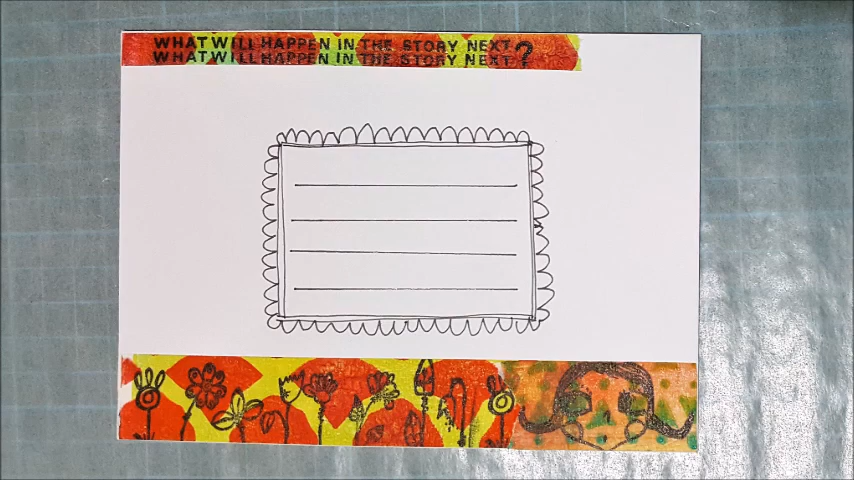 WHAT WILL HAPPEN IN THE STORY NEXT ?
WHAT WILL HAPPEN IN THE STORY NEXT